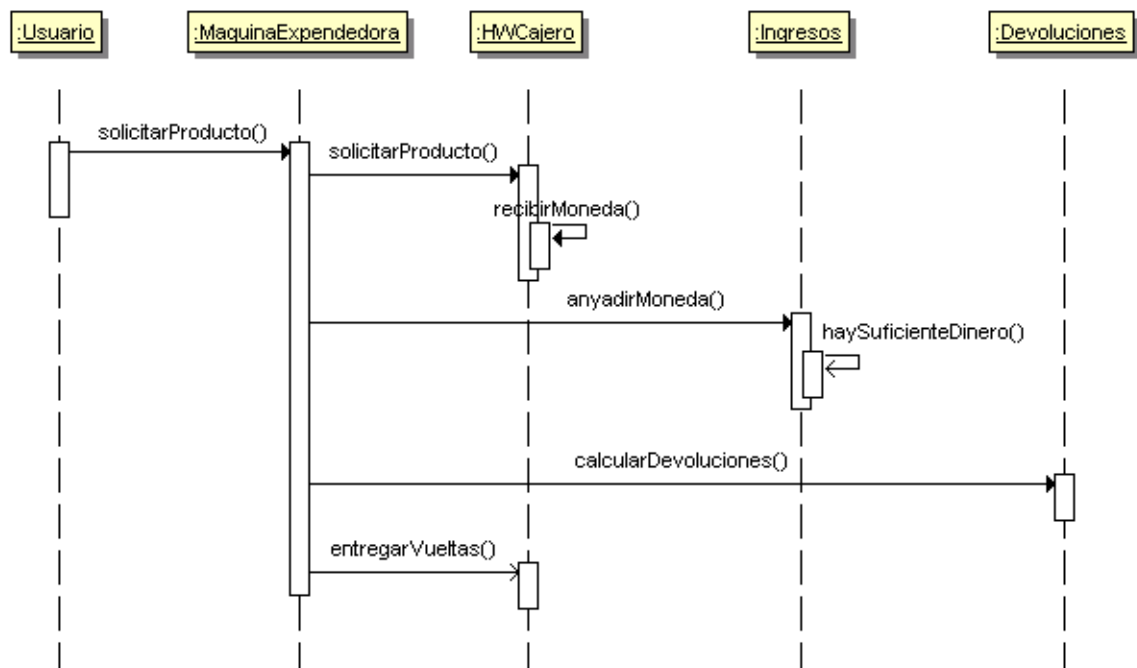 :Usuario
:MaquinaExpendedora
:HWCajero
:Ingresos
:Devoluciones
solicitarProducto()
solicitarProducto()
recibirMoneda()
anyadirMoneda()
haySuficienteDinero()
calcularDevoluciones()
entregarVueltas()